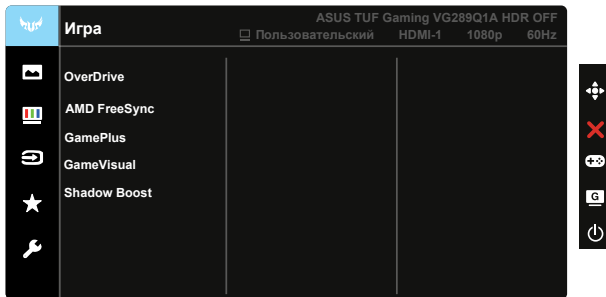 ASUS TUF Gaming VG289Q1A HDR OFF
Игра
Пользовательский HDMI-1 1080p 60Hz
OverDrive
AMD FreeSync
GamePlus
GameVisual
Shadow Boost
G